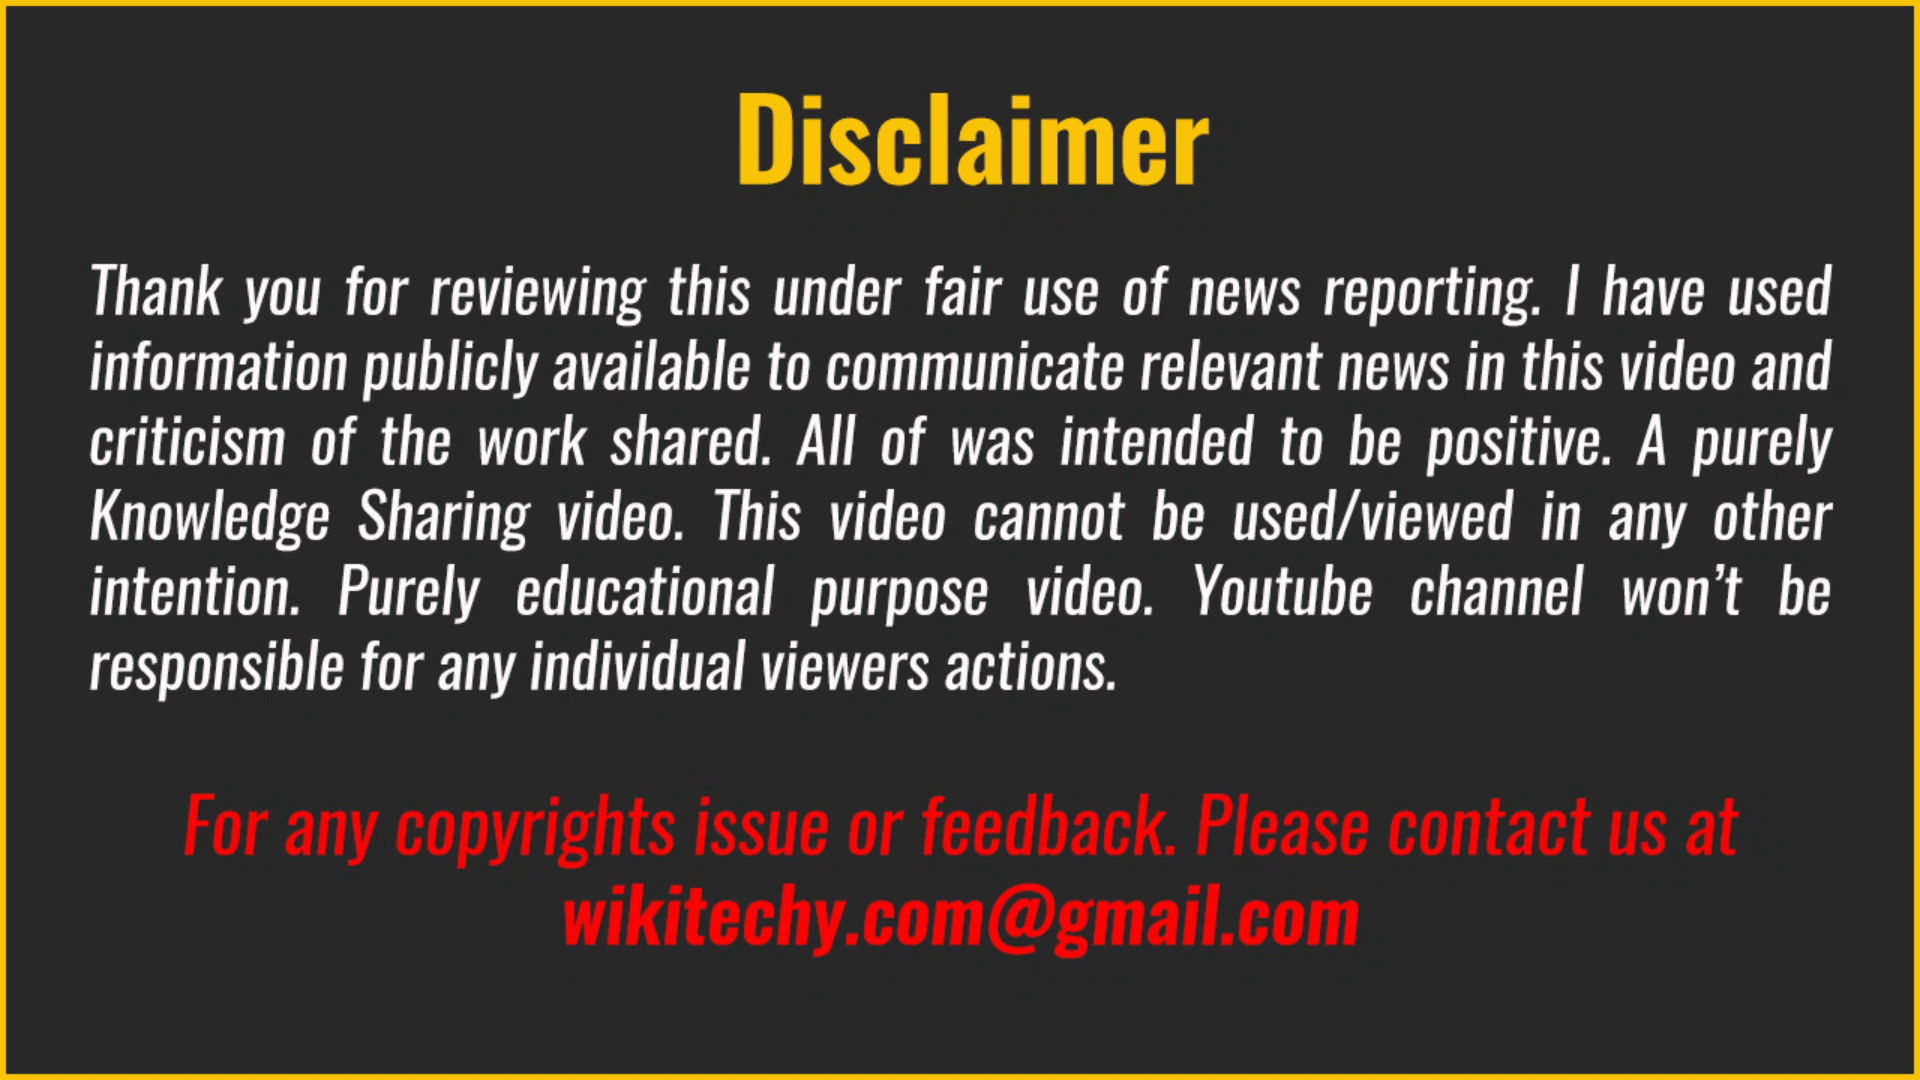 Disclaimer
Thank you for reviewing this under fair use of news reporting. I have used
information publicly available to communicate relevant news in this video and
criticism of the work shared. All of was intended to be positive. A purely
Knowledge Sharing video. This video cannot be used/viewed in any other
intention. Purely educational purpose video. Youtube channel won’t be
responsible for any individual viewers actions.
For any copyrights issue or feedback. Please contact us at
wikitechy.com@gmail.com